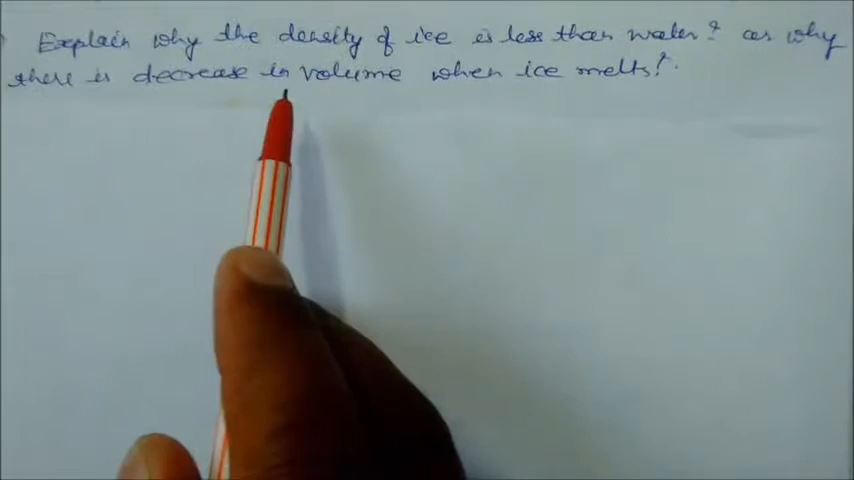 Explain why the density of ice is less than water? or why
there is decrease in volume when ice melts?